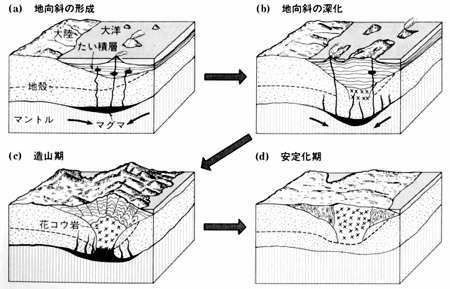 (a) 地向斜の形成
大陸
大洋
たい積層
地殻
マントル
マグマ
(b) 地向斜の深化
(c) 造山期
花コウ岩
(d) 安定化期